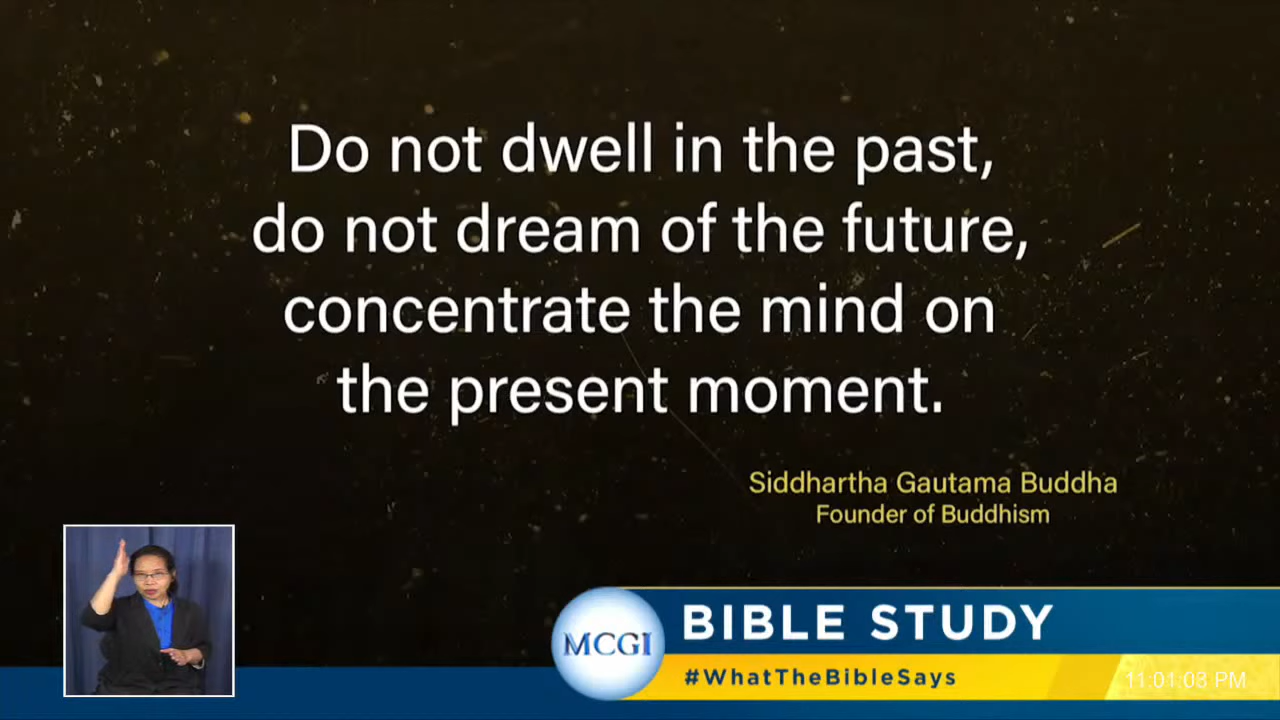 Do not dwell in the past,
do not dream of the future,
concentrate the mind on
the present moment.
Siddhartha Gautama Buddha
Founder of Buddhism
MCGI
BIBLE STUDY
#WhatTheBibleSays
11:01:03 PM